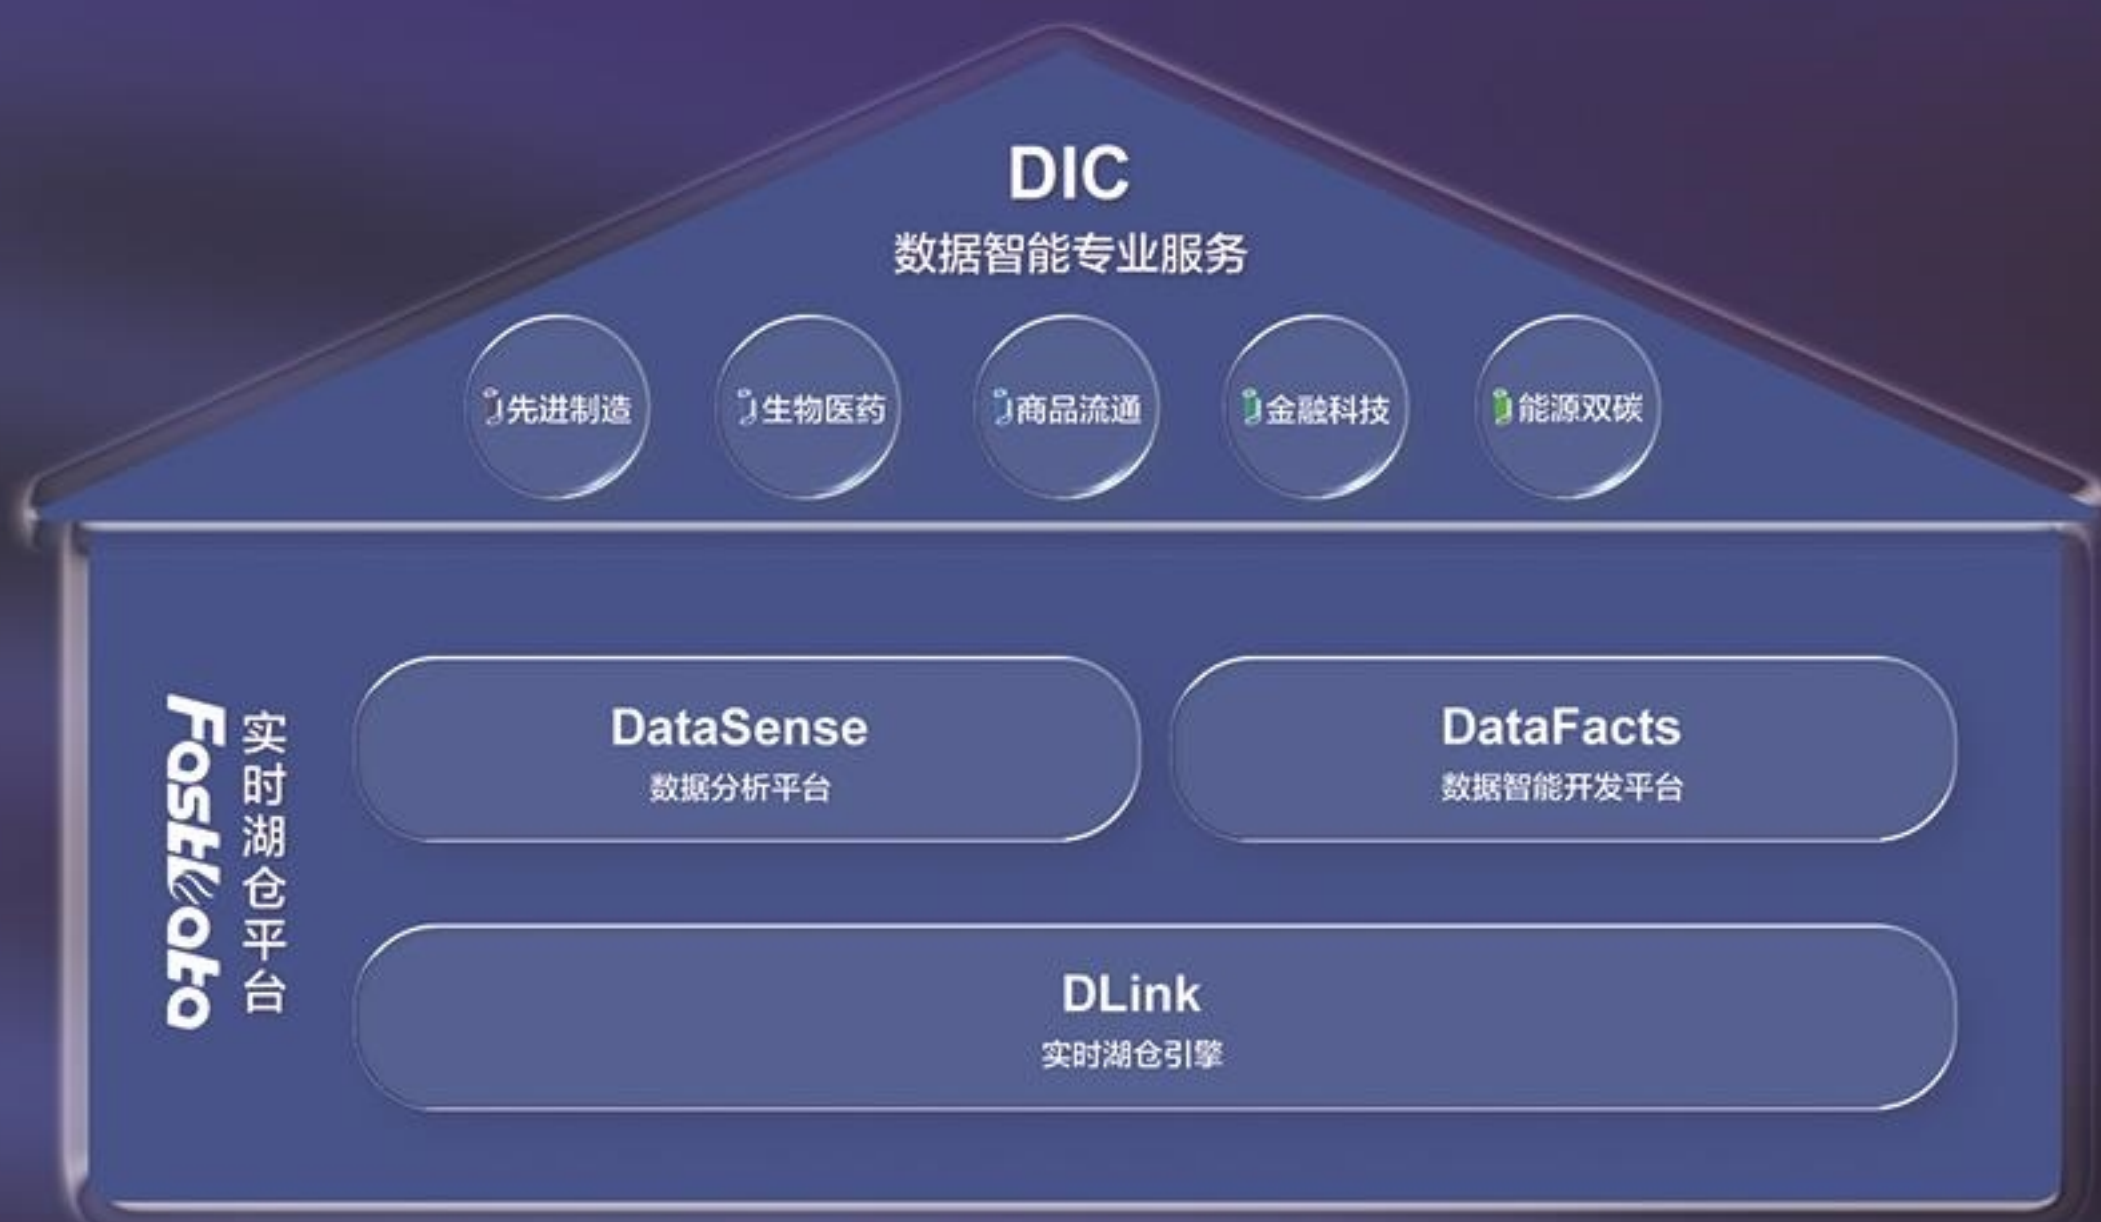 DIC
数据智能专业服务
先进制造
生物医药
商品流通
金融科技
能源双碳
FastData
实时湖仓平台
DataSense
数据分析平台
DataFacts
数据智能开发平台
DLink
实时湖仓引擎